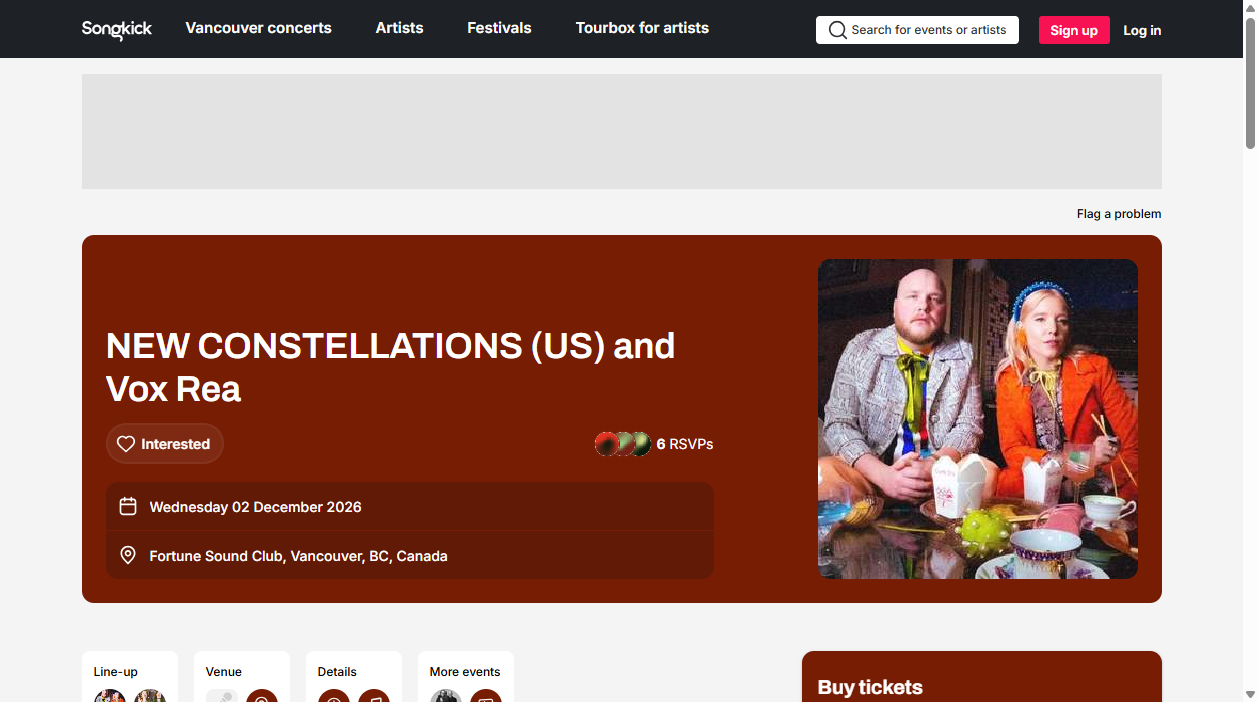 Songkick
Vancouver concerts
Artists
Festivals
Tourbox for artists
Search for events or artists
Sign up
Log in
Flag a problem
NEW CONSTELLATIONS (US) and
Vox Rea
Interested
6 RSVPs
Wednesday 02 December 2026
Fortune Sound Club, Vancouver, BC, Canada
Line-up
Venue
Details
More events
Buy tickets